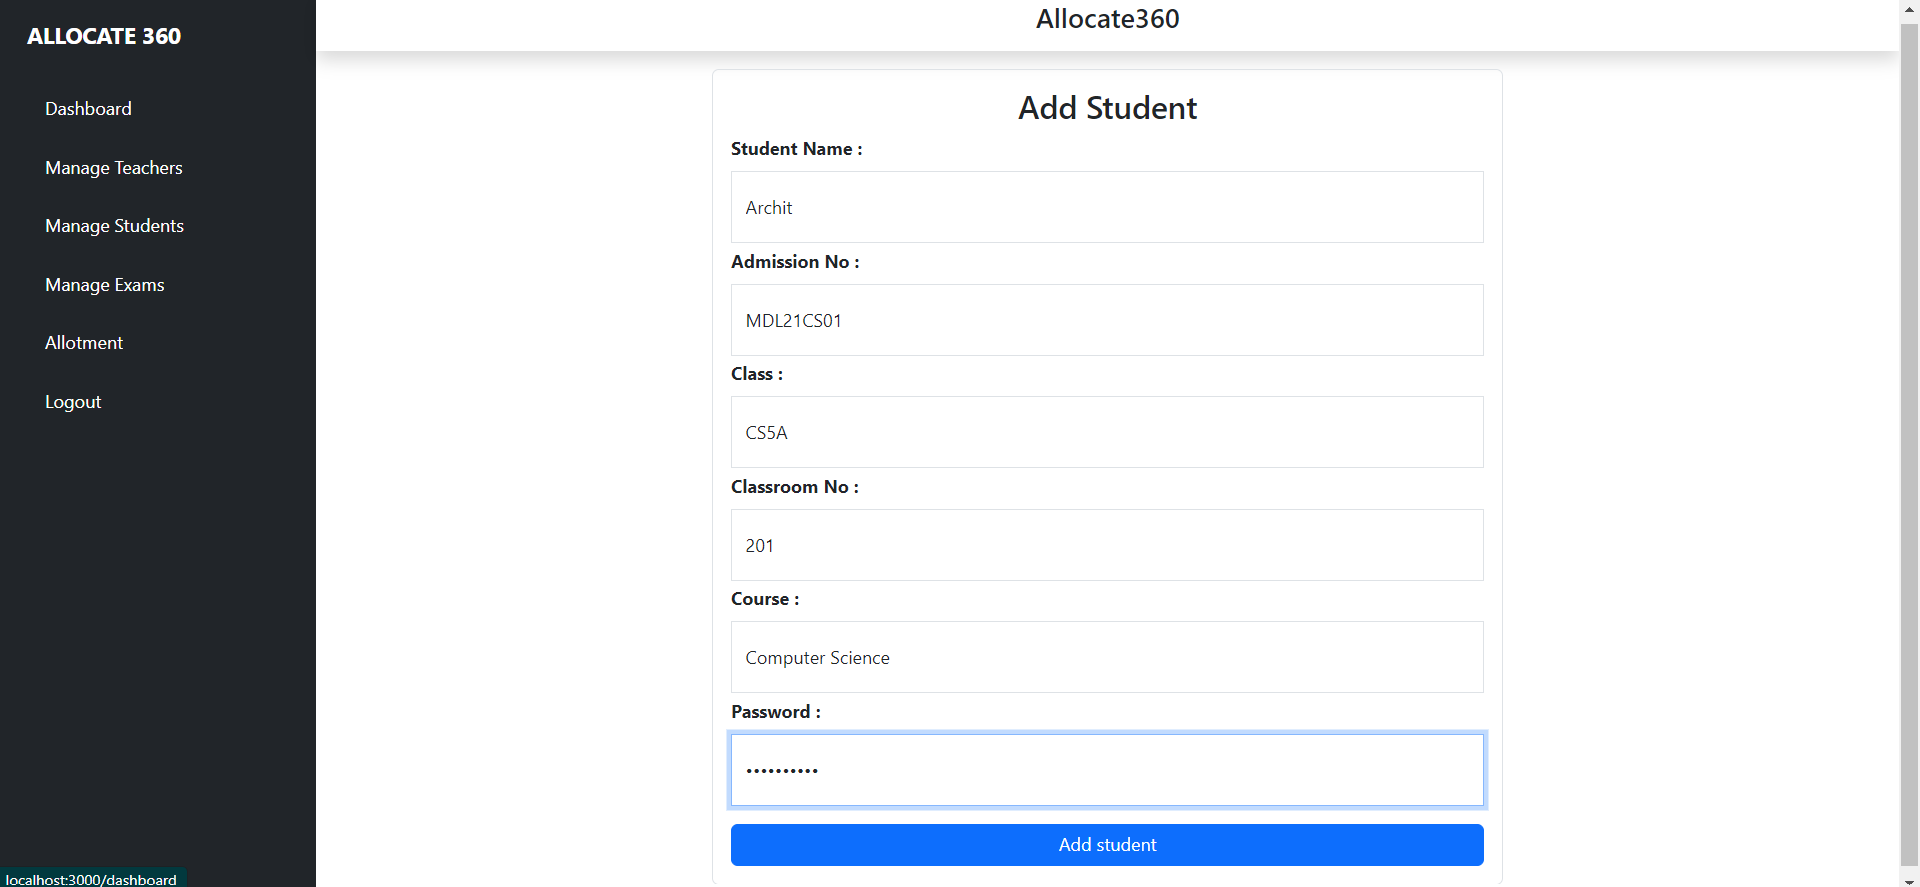 ALLOCATE 360
Dashboard
Manage Teachers
Manage Students
Manage Exams
Allotment
Logout
localhost:3000/dashboard
Allocate360
Add Student
Student Name :
Archit
Admission No :
MDL21CS01
Class :
CS5A
Classroom No :
201
Course :
Computer Science
Password :
••••••••••
Add student